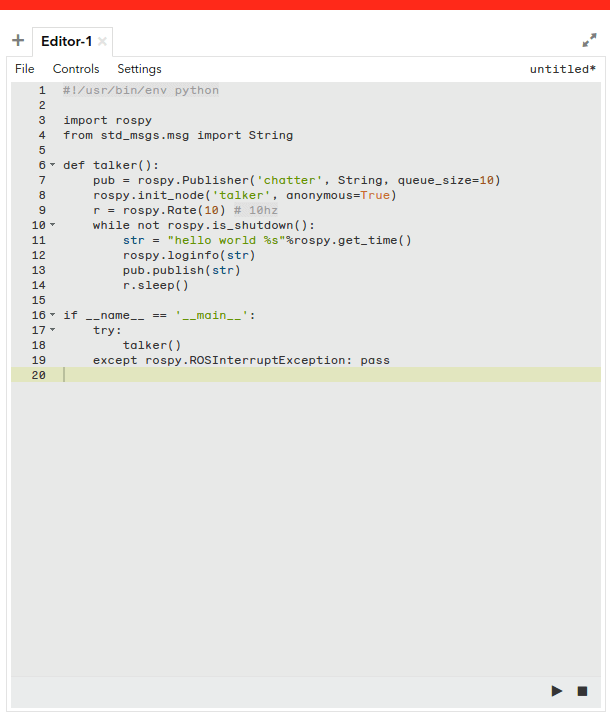 + Editor-1 ×
File Controls Settings untitled*
1 #!/usr/bin/env python
2
3 import rospy
4 from std_msgs.msg import String
5
6 def talker():
7     pub = rospy.Publisher('chatter', String, queue_size=10)
8     rospy.init_node('talker', anonymous=True)
9     r = rospy.Rate(10) # 10hz
10     while not rospy.is_shutdown():
11         str = "hello world %s"%rospy.get_time()
12         rospy.loginfo(str)
13         pub.publish(str)
14         r.sleep()
15
16 if __name__ == '__main__':
17     try:
18         talker()
19     except rospy.ROSInterruptException: pass
20